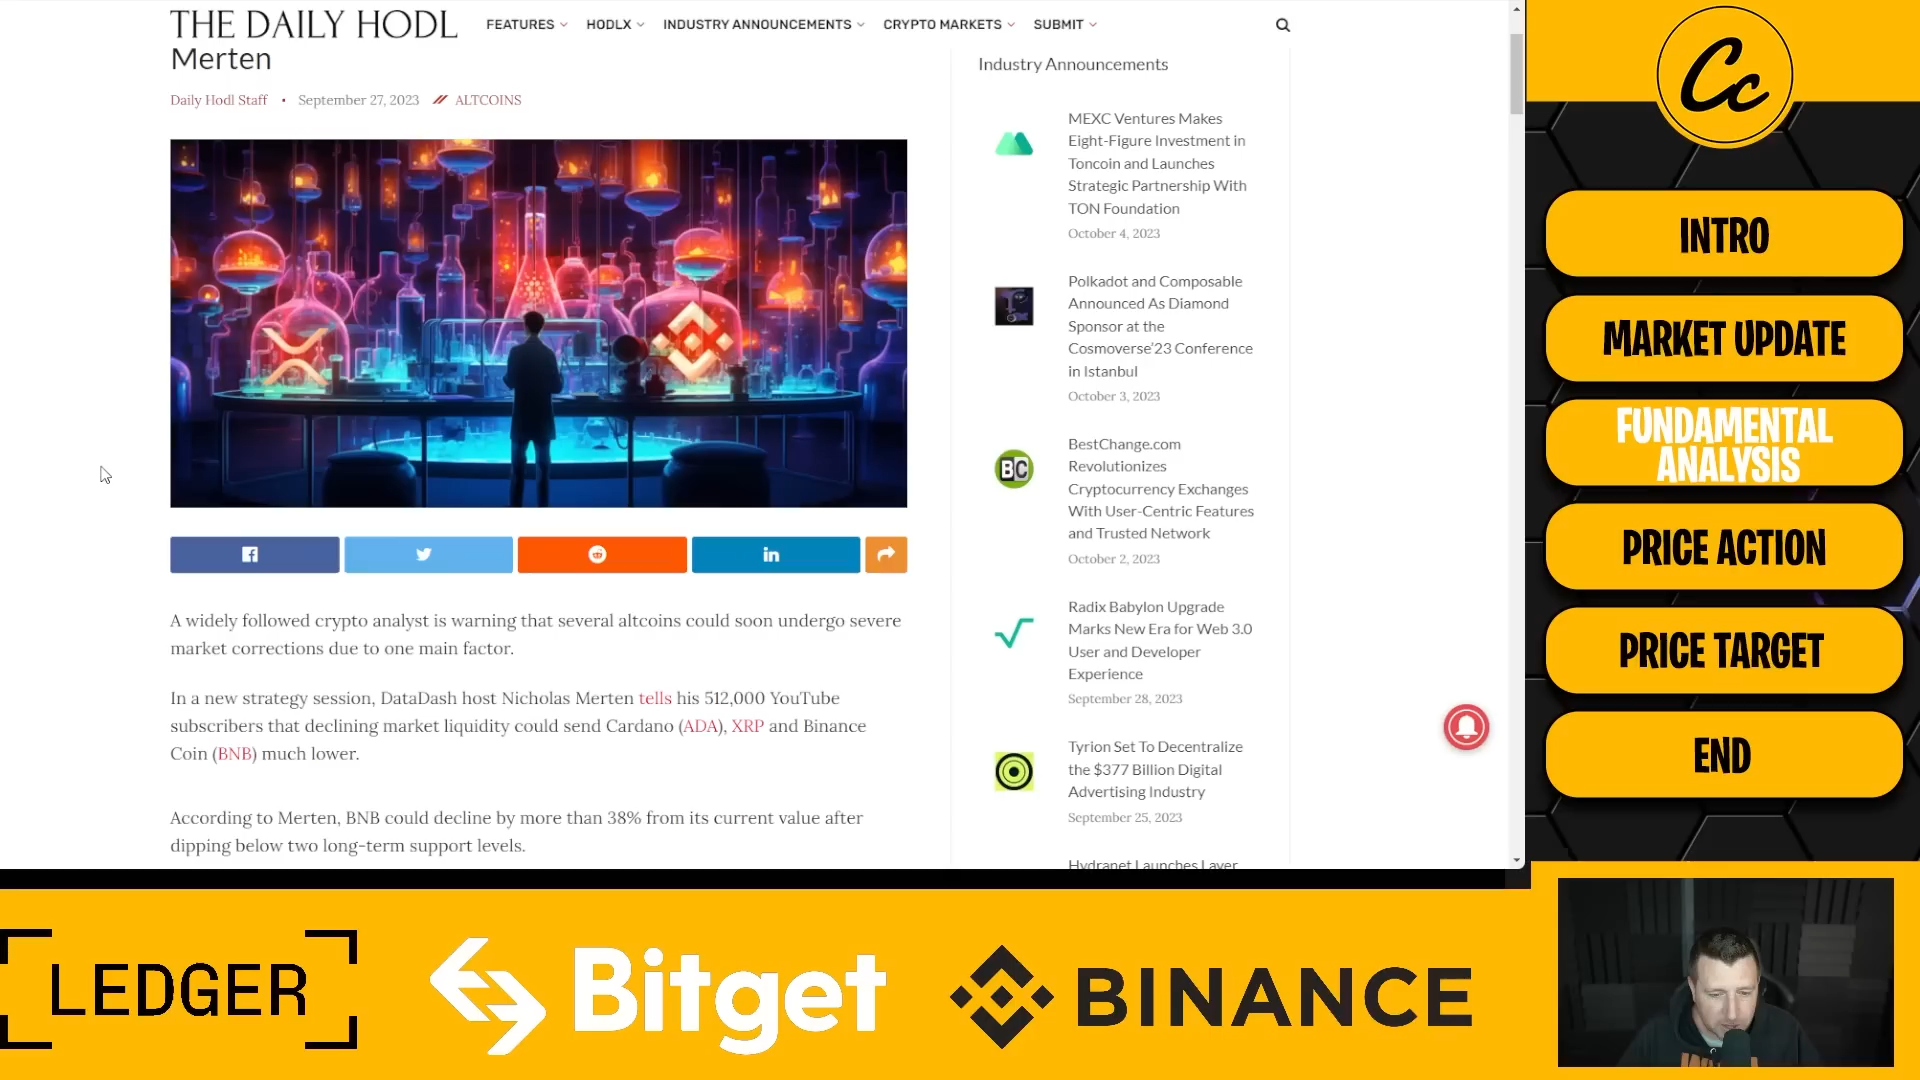 THE DAILY HODL
FEATURES HODLX INDUSTRY ANNOUNCEMENTS CRYPTO MARKETS SUBMIT
Merten
Daily Hodl Staff • September 27, 2023 ALTCOINS
A widely followed crypto analyst is warning that several altcoins could soon undergo severe
market corrections due to one main factor.
In a new strategy session, DataDash host Nicholas Merten tells his 512,000 YouTube
subscribers that declining market liquidity could send Cardano (ADA), XRP and Binance
Coin (BNB) much lower.
According to Merten, BNB could decline by more than 38% from its current value after
dipping below two long-term support levels.
Industry Announcements
MEXC Ventures Makes
Eight-Figure Investment in
Toncoin and Launches
Strategic Partnership With
TON Foundation
October 4, 2023
Polkadot and Composable
Announced As Diamond
Sponsor at the
Cosmoverse’23 Conference
in Istanbul
October 3, 2023
BC
BestChange.com
Revolutionizes
Cryptocurrency Exchanges
With User-Centric Features
and Trusted Network
October 2, 2023
Radix Babylon Upgrade
Marks New Era for Web 3.0
User and Developer
Experience
September 28, 2023
Tyrion Set To Decentralize
the $377 Billion Digital
Advertising Industry
September 25, 2023
Hydranet Launches Layer
Cc
INTRO
MARKET UPDATE
FUNDAMENTAL
ANALYSIS
PRICE ACTION
PRICE TARGET
END
LEDGER
Bitget
BINANCE